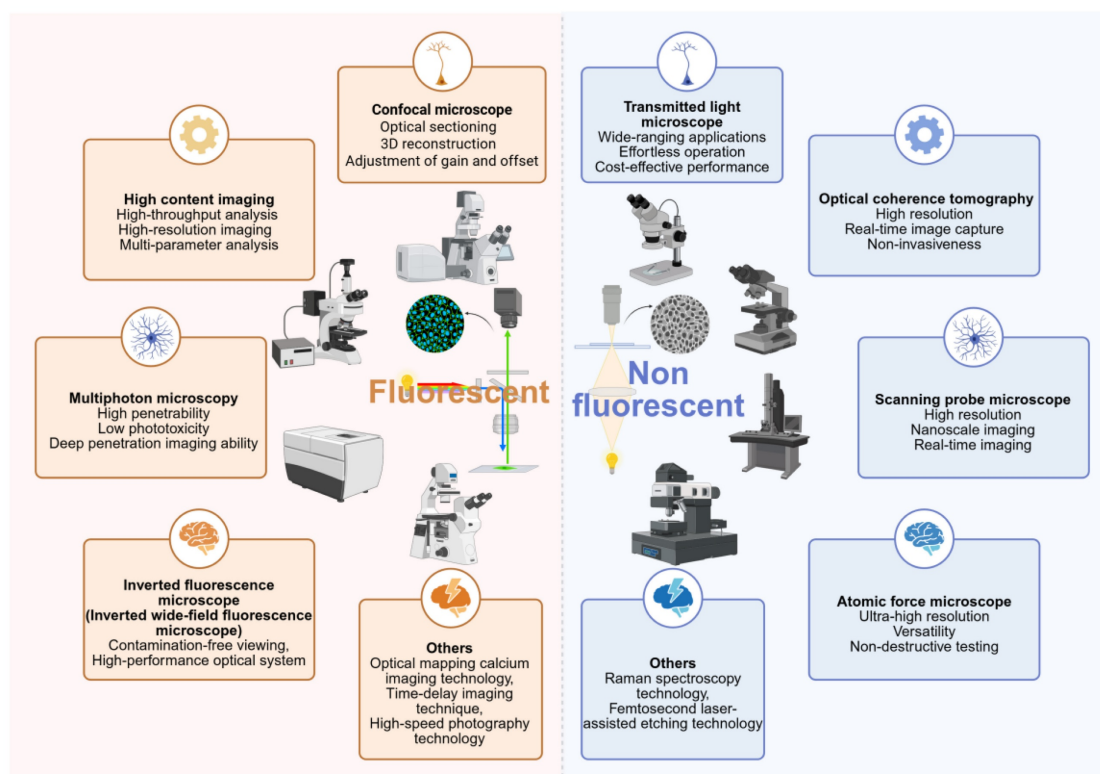 Confocal microscope
Optical sectioning
3D reconstruction
Adjustment of gain and offset
High content imaging
High-throughput analysis
High-resolution imaging
Multi-parameter analysis
Multiphoton microscopy
High penetrability
Low phototoxicity
Deep penetration imaging ability
Inverted fluorescence
microscope
(Inverted wide-field fluorescence
microscope)
Contamination-free viewing,
High-performance optical system
Others
Optical mapping calcium
imaging technology,
Time-delay imaging
technique,
High-speed photography
technology
Fluorescent
Non
fluorescent
Transmitted light
microscope
Wide-ranging applications
Effortless operation
Cost-effective performance
Optical coherence tomography
High resolution
Real-time image capture
Non-invasiveness
Scanning probe microscope
High resolution
Nanoscale imaging
Real-time imaging
Atomic force microscope
Ultra-high resolution
Versatility
Non-destructive testing
Others
Raman spectroscopy
technology,
Femtosecond laser-
assisted etching technology